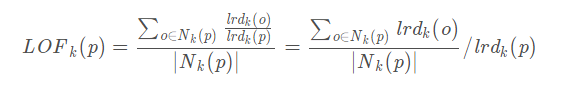 $LOF_k(p) = \frac{\sum_{o \in N_k(p)} \frac{lrd_k(o)}{lrd_k(p)}}{|N_k(p)|} = \frac{\sum_{o \in N_k(p)} lrd_k(o)}{|N_k(p)|} / lrd_k(p)$